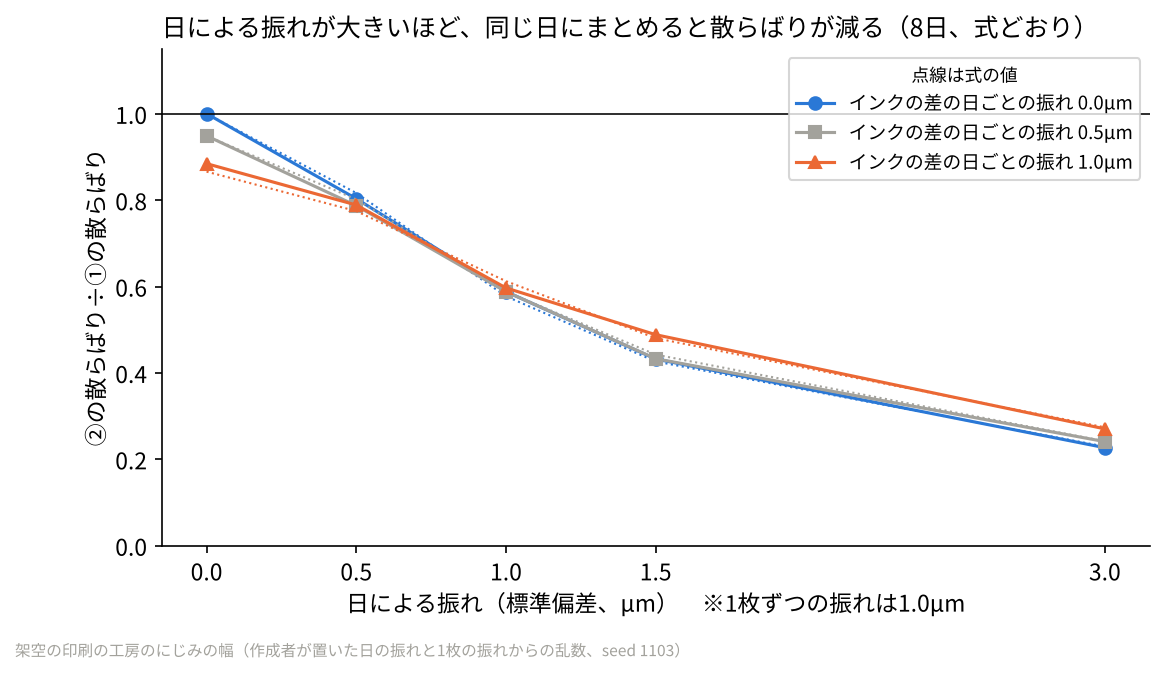 日による振れが大きいほど、同じ日にまとめると散らばりが減る（8日、式どおり）
点線は式の値
インクの差の日ごとの振れ 0.0µm
インクの差の日ごとの振れ 0.5µm
インクの差の日ごとの振れ 1.0µm
②の散らばり÷①の散らばり
1.0
0.8
0.6
0.4
0.2
0.0
0.0 0.5 1.0 1.5 3.0
日による振れ（標準偏差、µm）　※1枚ずつの振れは1.0µm
架空の印刷の工房のにじみの幅（作成者が置いた日の振れと1枚の振れからの乱数、seed 1103）